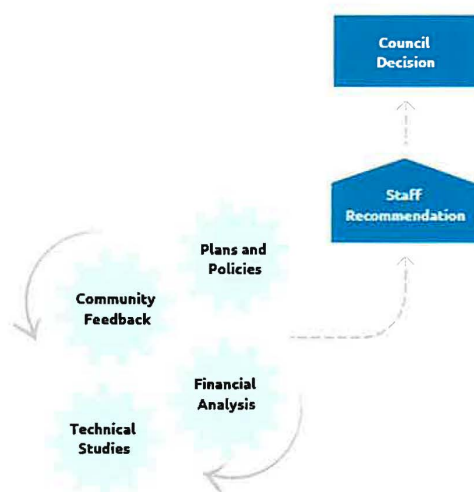 Council
Decision
Staff
Recommendation
Plans and
Policies
Community
Feedback
Financial
Analysis
Technical
Studies